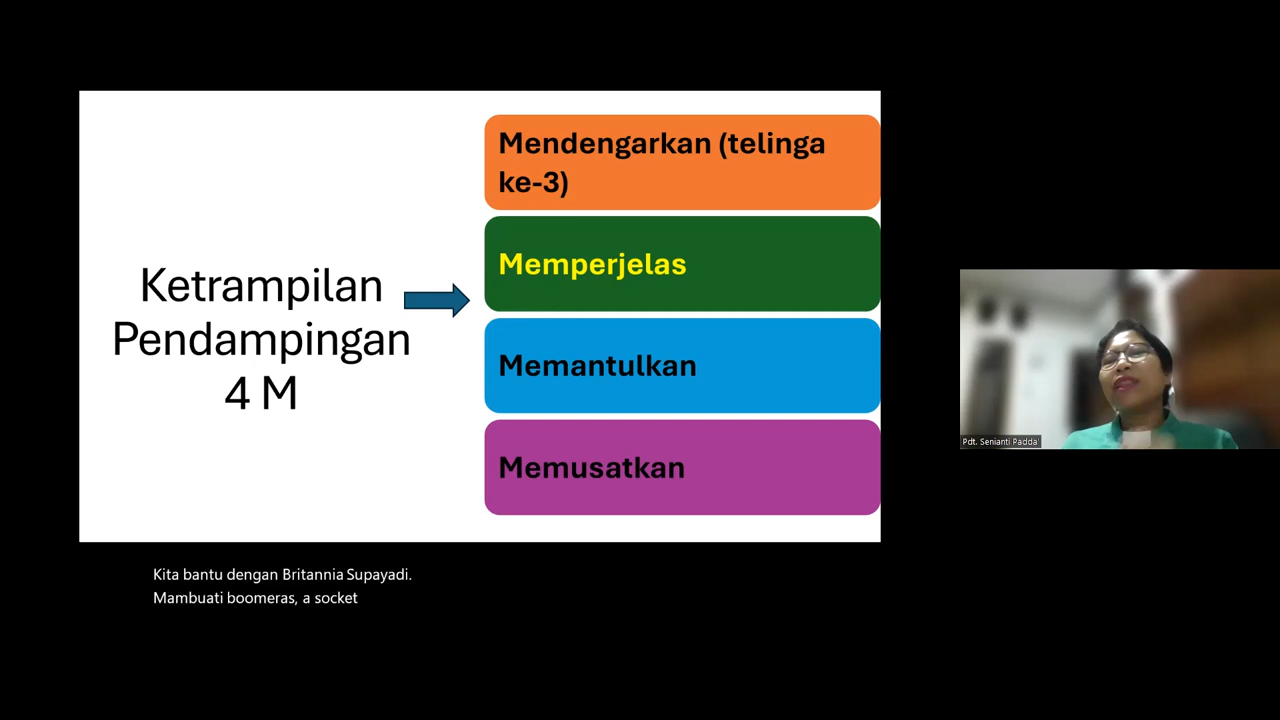 Ketrampilan
Pendampingan
4 M
Mendengarkan (telinga
ke-3)
Memperjelas
Memantulkan
Memusatkan
Pdt. Senianti Padda'
Kita bantu dengan Britannia Supayadi.
Mambuati boomeras, a socket